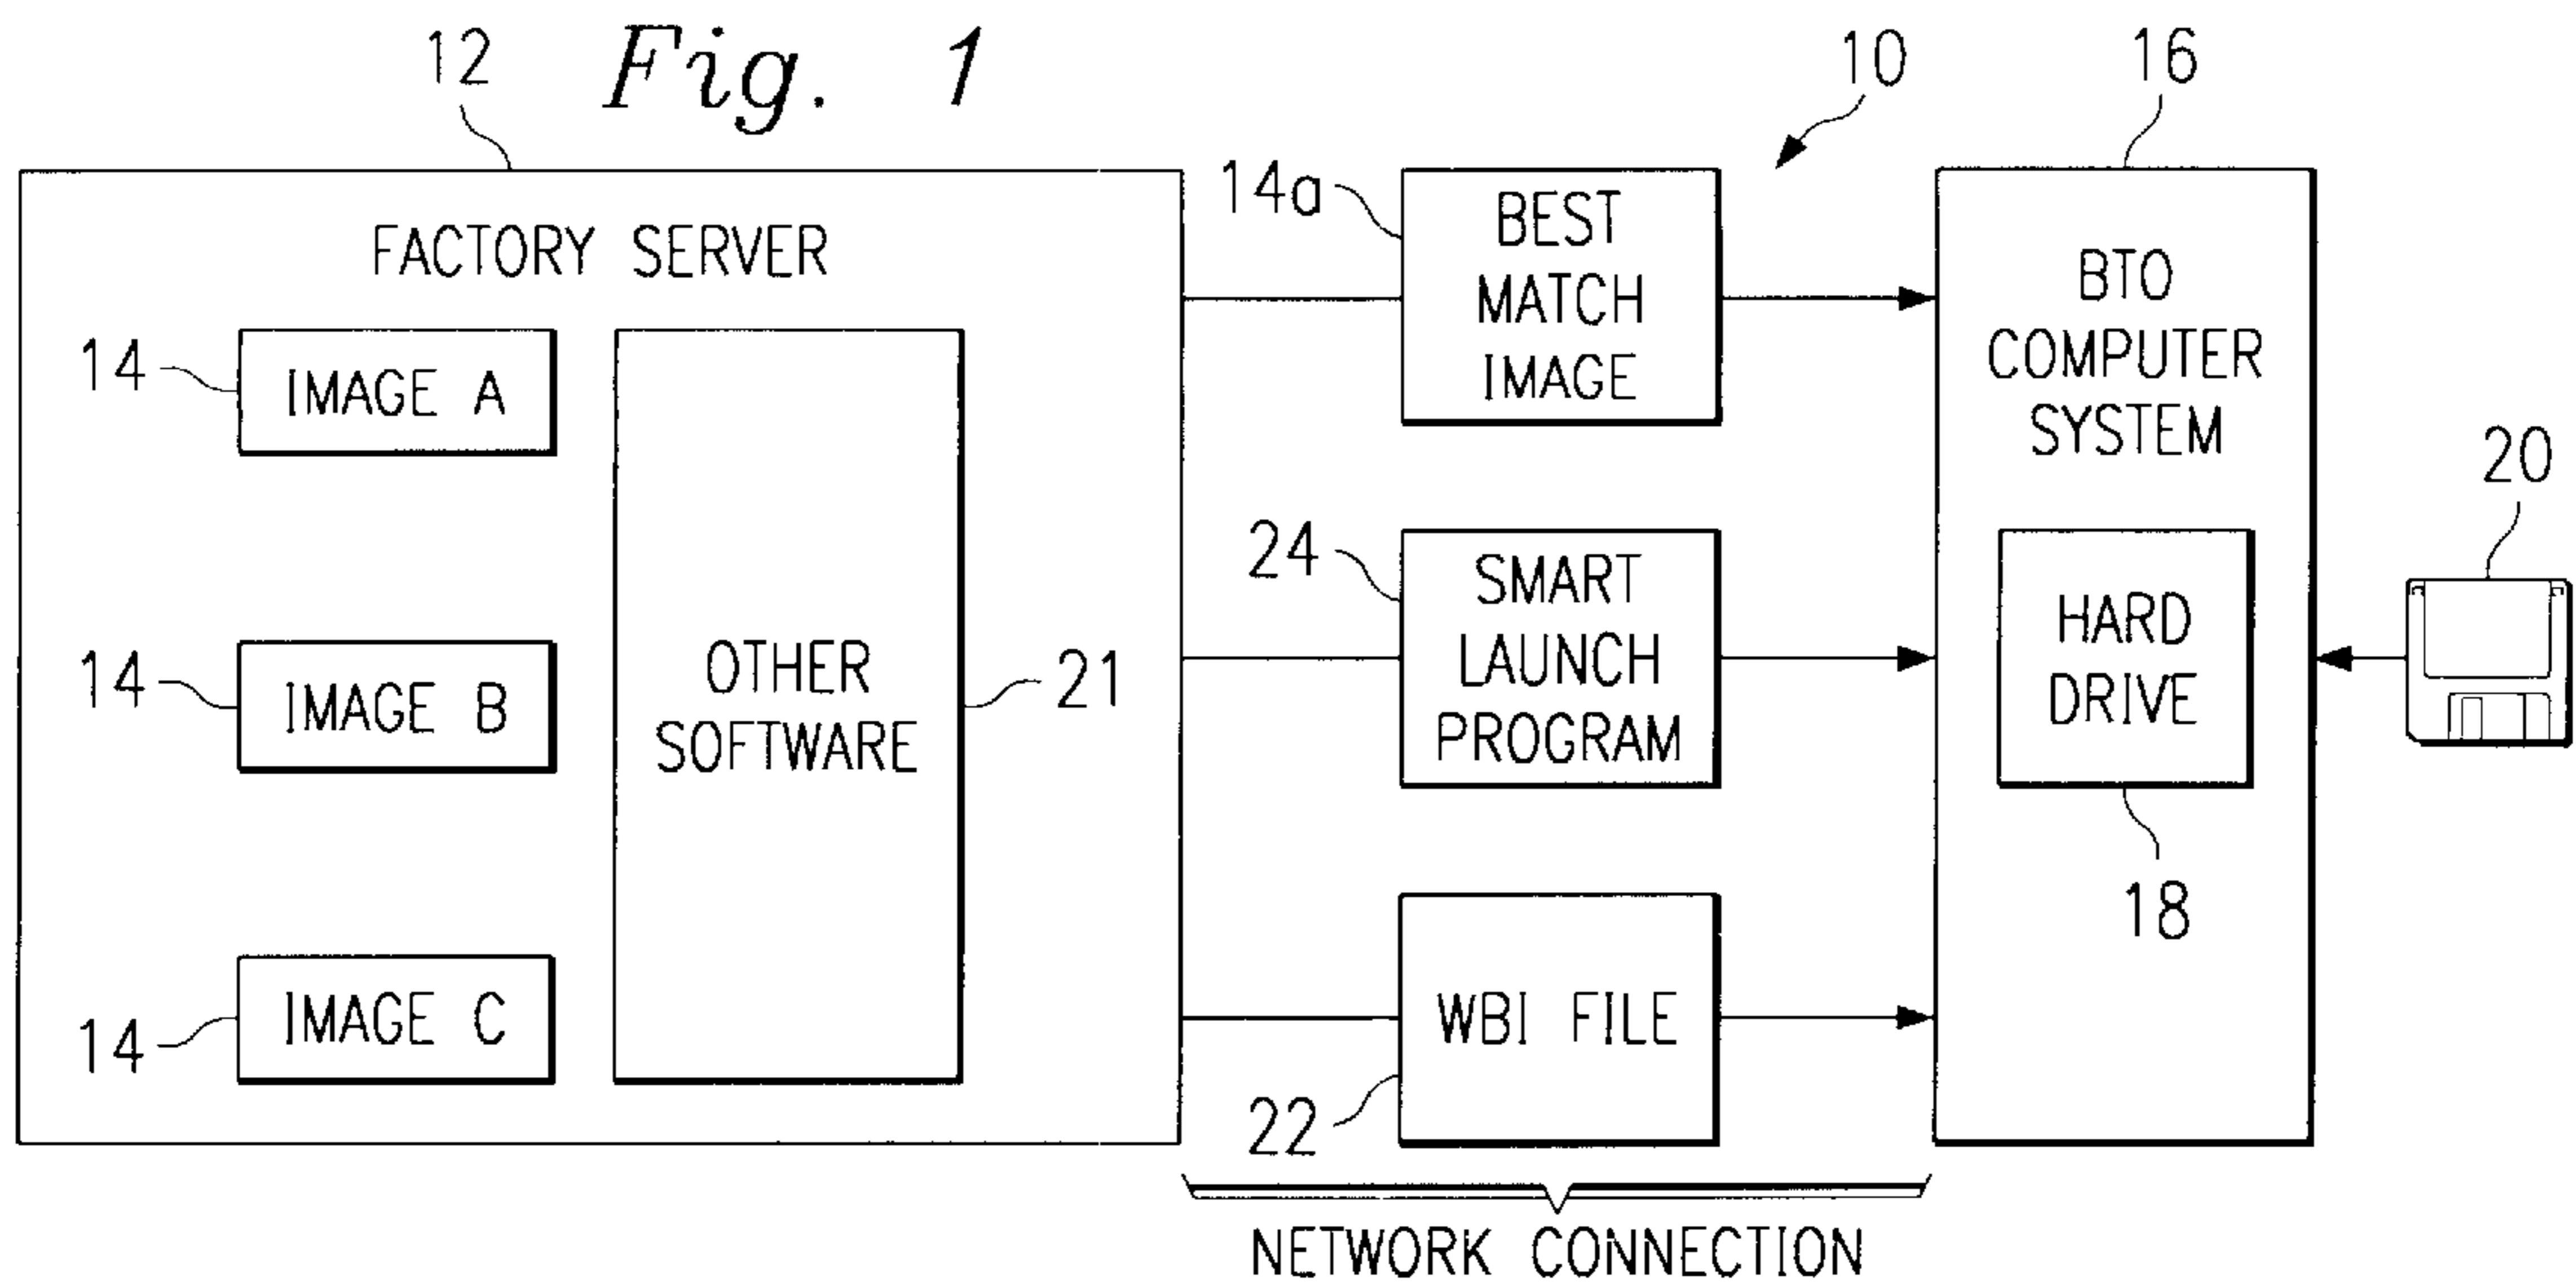 Fig. 1
12
10
16
FACTORY SERVER
14
IMAGE A
14
IMAGE B
14
IMAGE C
OTHER
SOFTWARE
21
14a
BEST
MATCH
IMAGE
24
SMART
LAUNCH
PROGRAM
WBI FILE
22
NETWORK CONNECTION
BTO
COMPUTER
SYSTEM
HARD
DRIVE
18
20